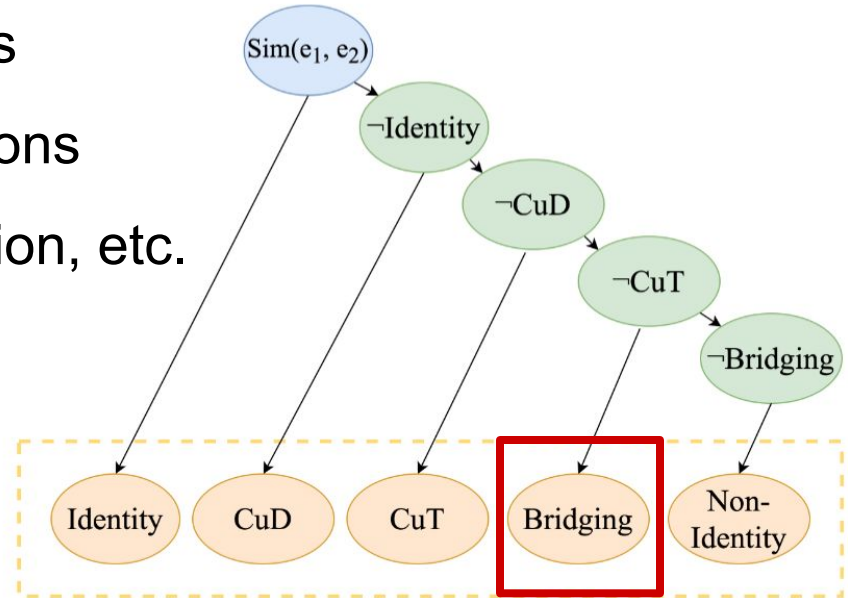 s
Sim(e₁, e₂)
ons
¬Identity
ion, etc.
¬CuD
¬CuT
¬Bridging
Identity
CuD
CuT
Bridging
Non-
Identity